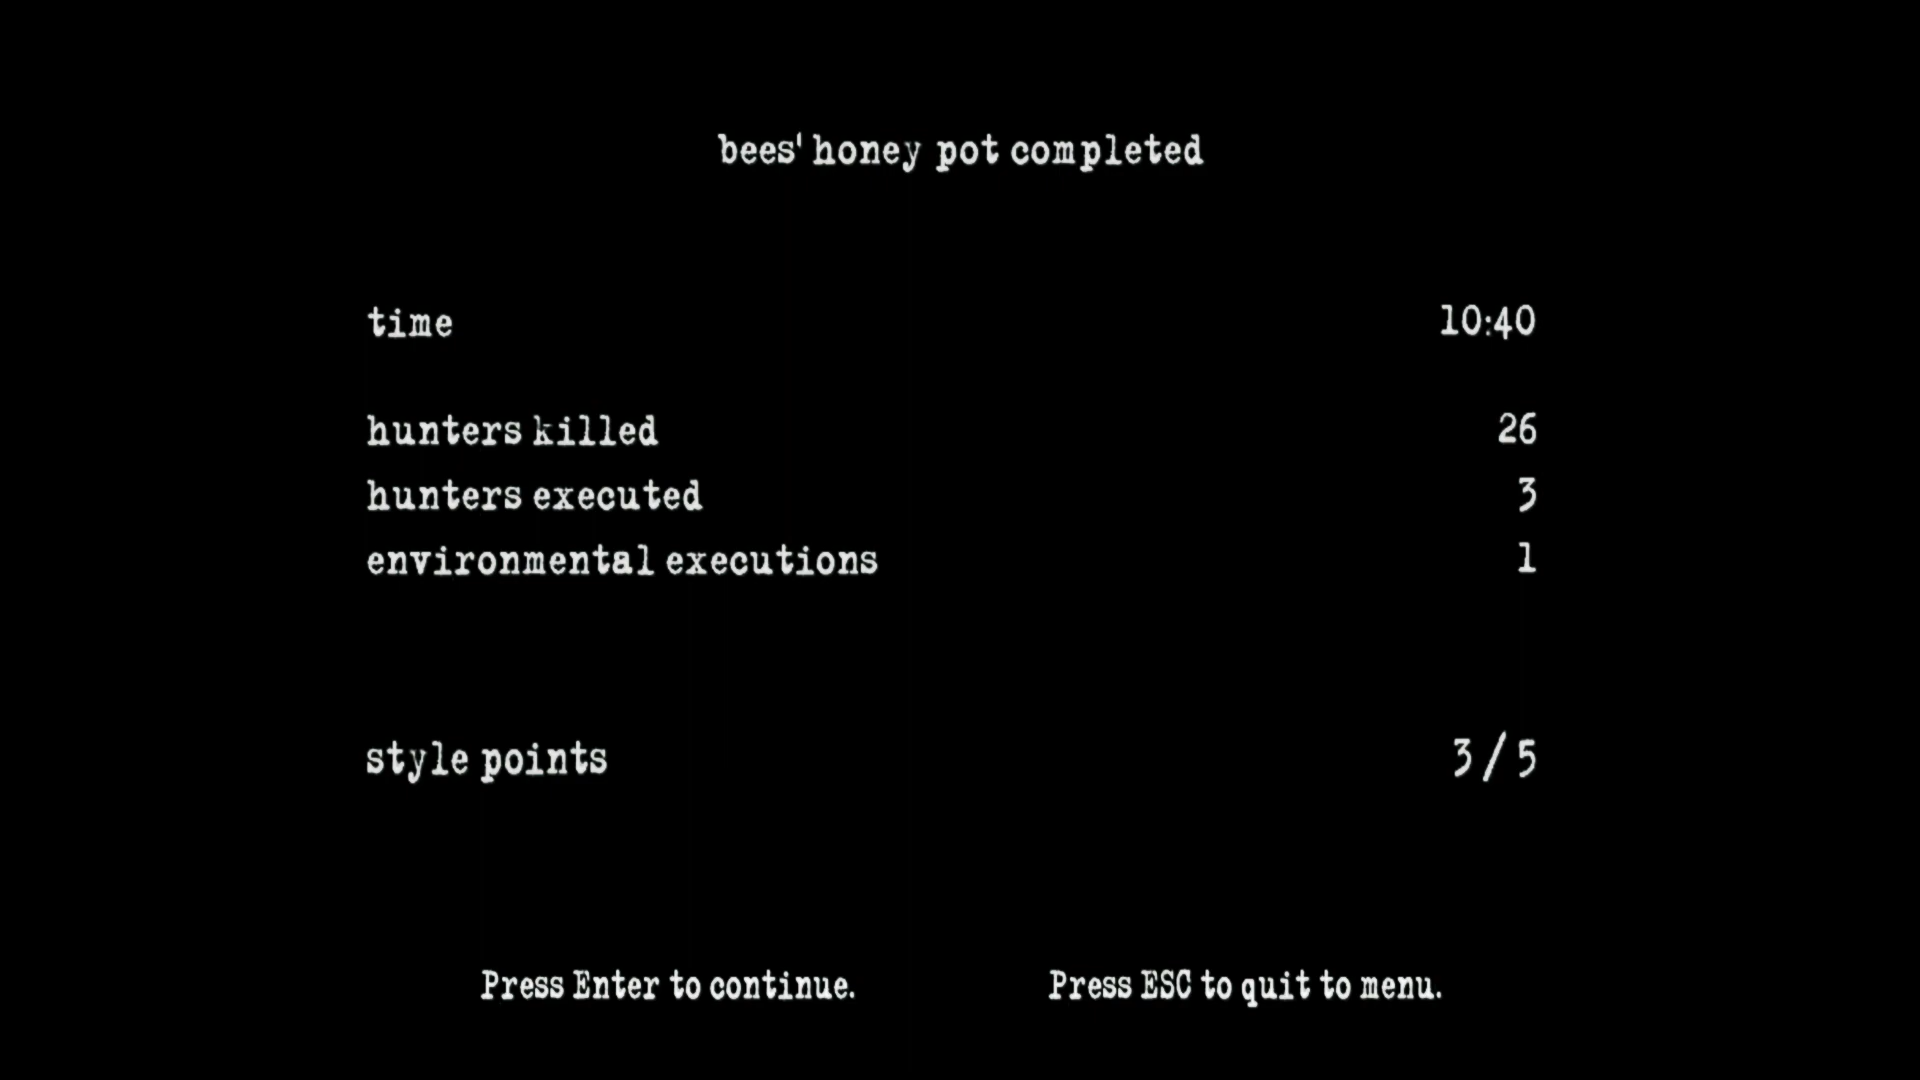 bees' honey pot completed
time 10:40
hunters killed 26
hunters executed 3
environmental executions 1
style points 3 / 5
Press Enter to continue. Press ESC to quit to menu.